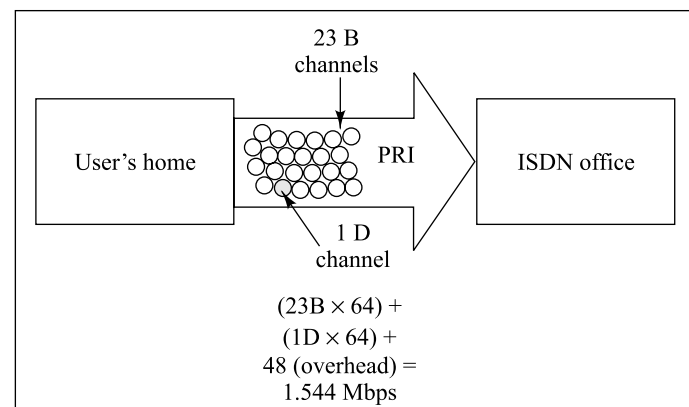 23 B
channels
User's home
PRI
ISDN office
1 D
channel
(23B × 64) +
(1D × 64) +
48 (overhead) =
1.544 Mbps